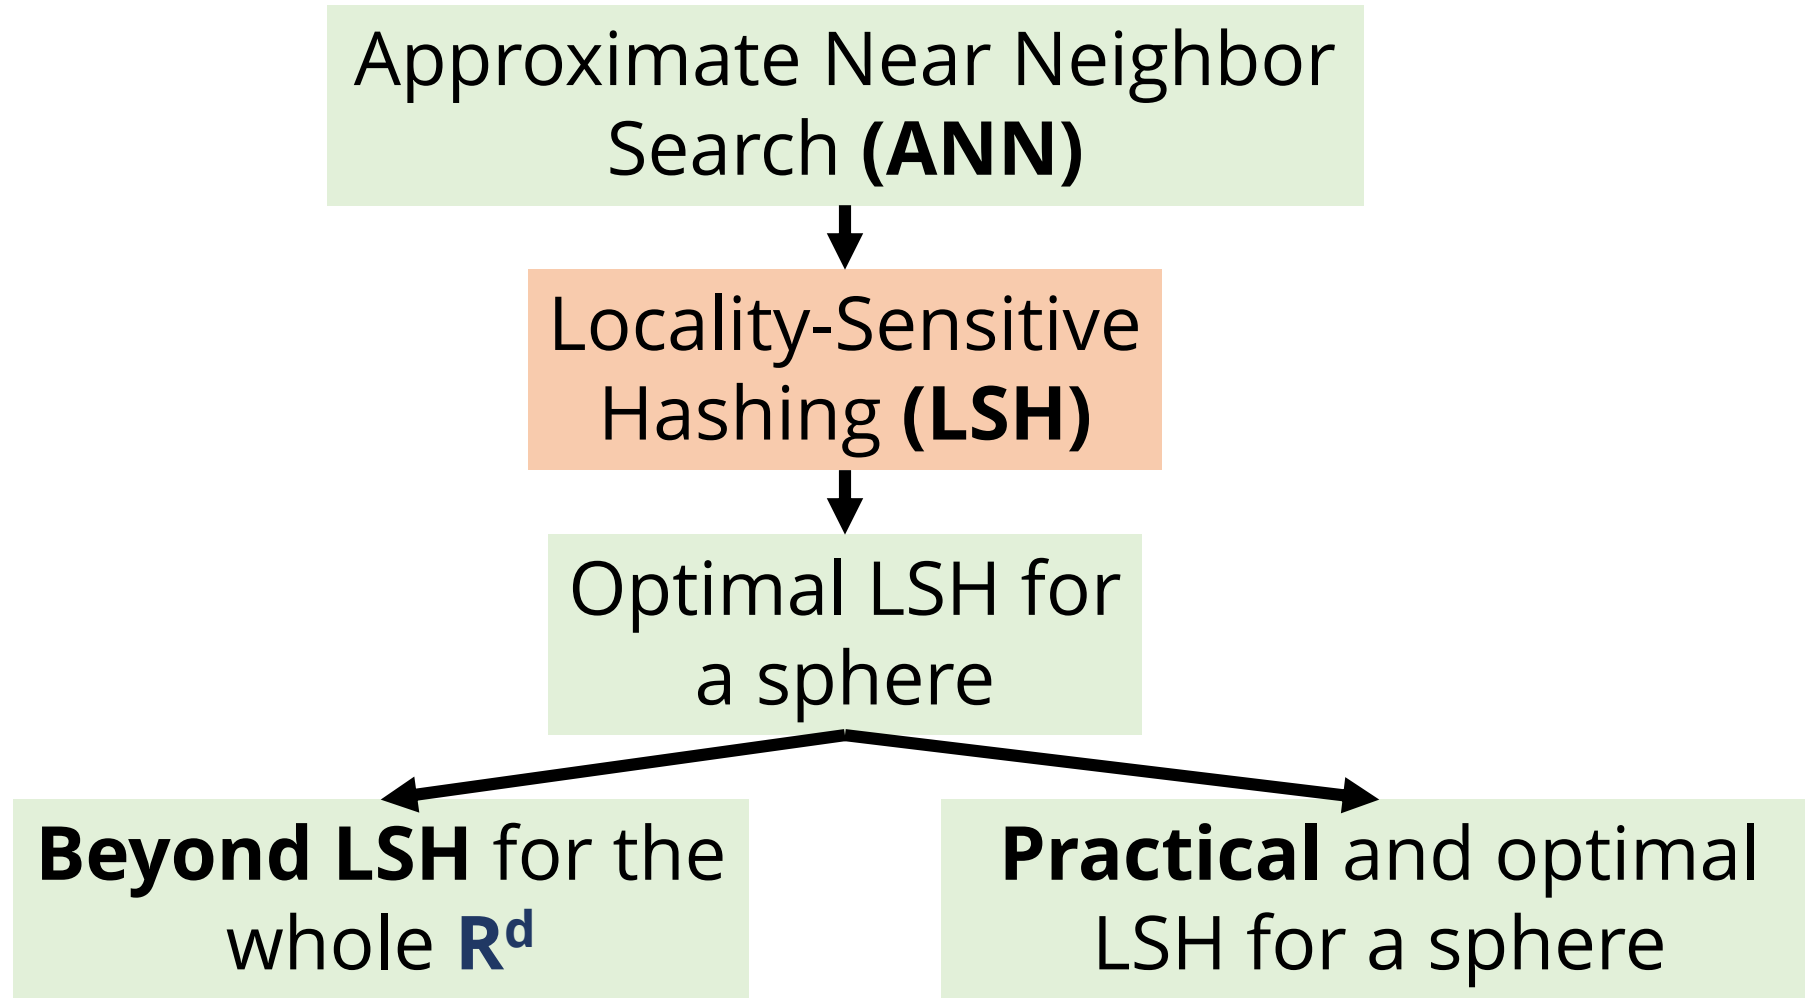 Approximate Near Neighbor
Search (ANN)
Locality-Sensitive
Hashing (LSH)
Optimal LSH for
a sphere
Beyond LSH for the
whole R^d
Practical and optimal
LSH for a sphere